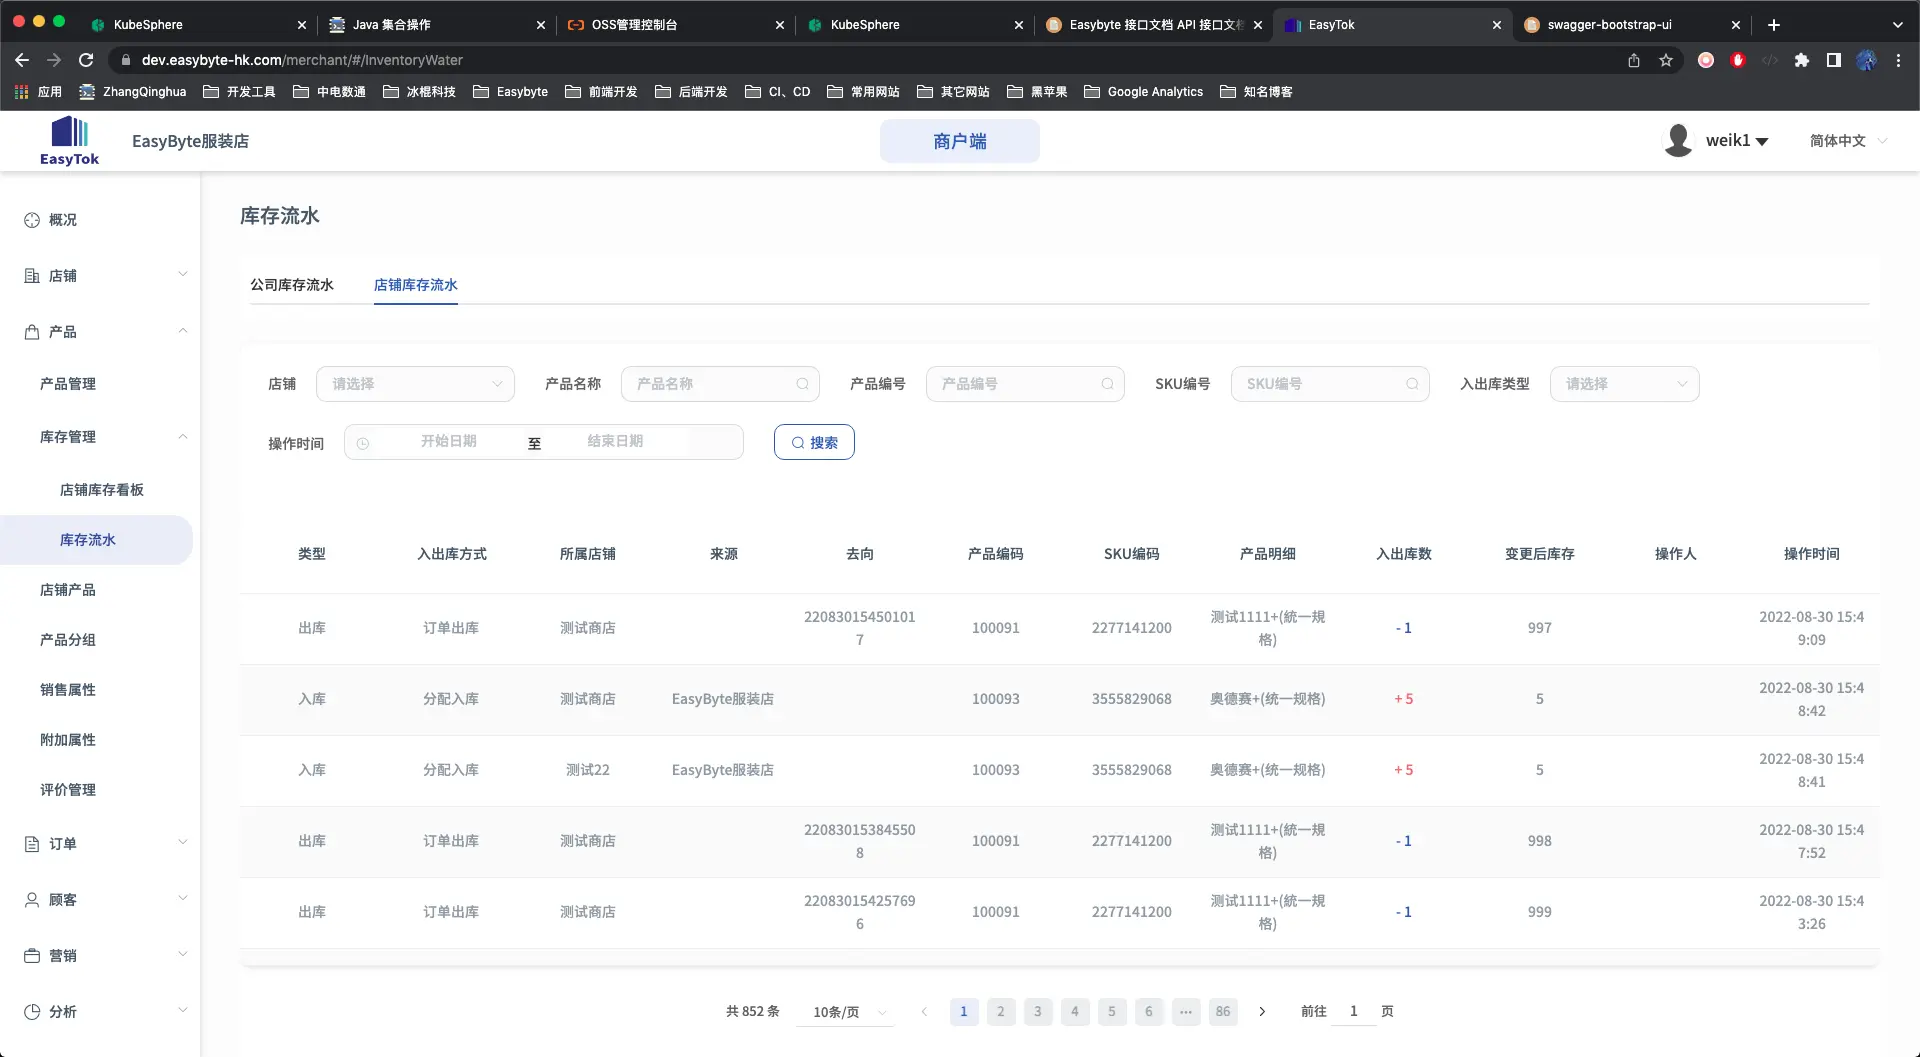 KubeSphere
Java 集合操作
OSS管理控制台
KubeSphere
Easybyte 接口文档 API 接口文档
EasyTok
swagger-bootstrap-ui
dev.easybyte-hk.com/merchant/#/InventoryWater
应用
ZhangQinghua
开发工具
中电数通
冰棍科技
Easybyte
前端开发
后端开发
CI、CD
常用网站
其它网站
黑苹果
Google Analytics
知名博客
EasyTok
EasyByte服装店
商户端
weik1
简体中文
概况
店铺
产品
产品管理
库存管理
店铺库存看板
库存流水
店铺产品
产品分组
销售属性
附加属性
评价管理
订单
顾客
营销
分析
库存流水
公司库存流水
店铺库存流水
店铺 请选择
产品名称 产品名称
产品编号 产品编号
SKU编号 SKU编号
入出库类型 请选择
操作时间 开始日期 至 结束日期
搜索
类型 入出库方式 所属店铺 来源 去向 产品编码 SKU编码 产品明细 入出库数 变更后库存 操作人 操作时间
出库 订单出库 测试商店 220830154501017 100091 2277141200 测试1111+(統一規格) - 1 997 2022-08-30 15:49:09
入库 分配入库 测试商店 EasyByte服装店 100093 3555829068 奥德赛+(统一规格) + 5 5 2022-08-30 15:48:42
入库 分配入库 测试22 EasyByte服装店 100093 3555829068 奥德赛+(统一规格) + 5 5 2022-08-30 15:48:41
出库 订单出库 测试商店 220830153845508 100091 2277141200 测试1111+(統一規格) - 1 998 2022-08-30 15:47:52
出库 订单出库 测试商店 220830154257696 100091 2277141200 测试1111+(統一規格) - 1 999 2022-08-30 15:43:26
共 852 条 10条/页 1 2 3 4 5 6 ··· 86 前往 1 页